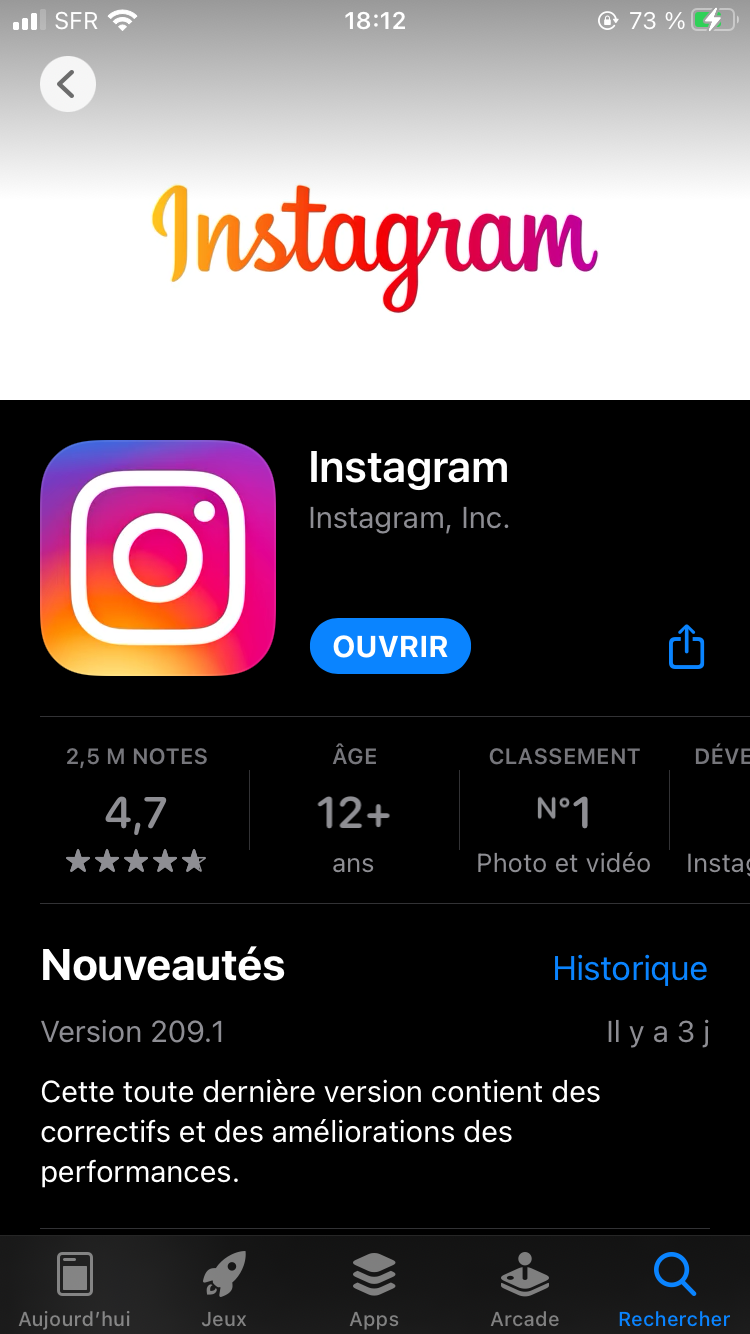 SFR 18:12 73 %
Instagram
Instagram
Instagram, Inc.
OUVRIR
2,5 M NOTES ÂGE CLASSEMENT DÉVE
4,7 12+ N°1
ans Photo et vidéo Insta
Nouveautés Historique
Version 209.1 Il y a 3 j
Cette toute dernière version contient des
correctifs et des améliorations des
performances.
Aujourd'hui Jeux Apps Arcade Rechercher